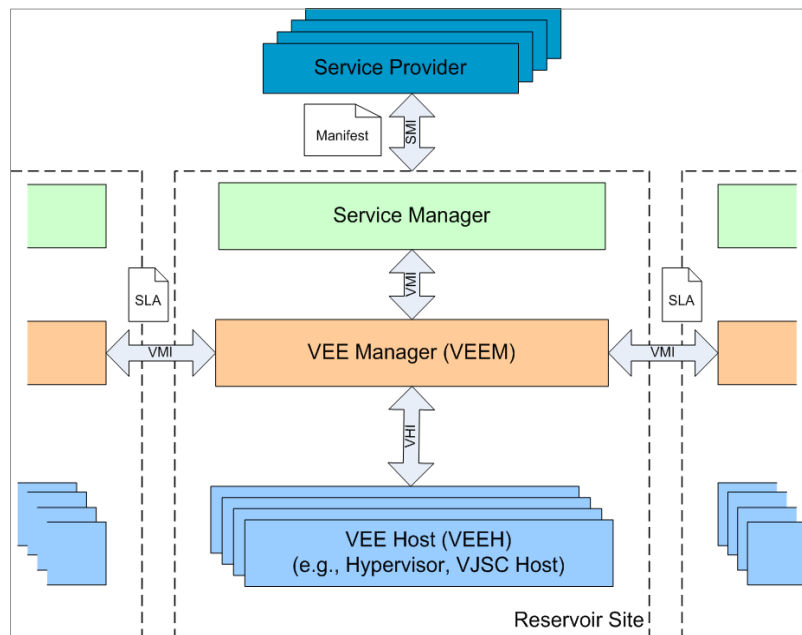 Service Provider
Manifest
SMI
Service Manager
SLA
VMI
SLA
VMI
VEE Manager (VEEM)
VMI
VHI
VEE Host (VEEH)
(e.g., Hypervisor, VJSC Host)
Reservoir Site